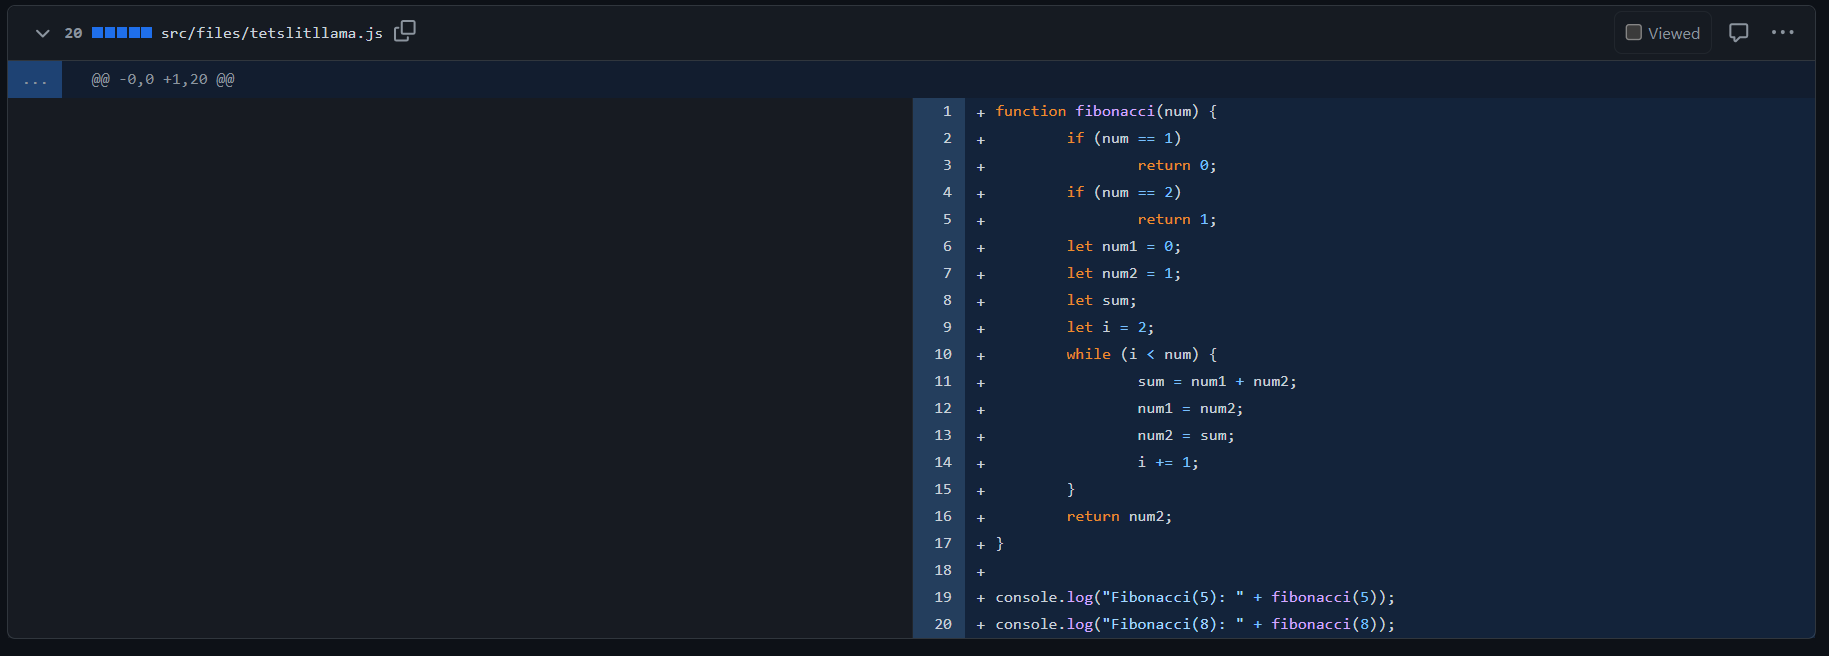 20 src/files/tetslitllama.js Viewed ...
... @@ -0,0 +1,20 @@
1 + function fibonacci(num) {
2 +         if (num == 1)
3 +                 return 0;
4 +         if (num == 2)
5 +                 return 1;
6 +         let num1 = 0;
7 +         let num2 = 1;
8 +         let sum;
9 +         let i = 2;
10 +         while (i < num) {
11 +                 sum = num1 + num2;
12 +                 num1 = num2;
13 +                 num2 = sum;
14 +                 i += 1;
15 +         }
16 +         return num2;
17 + }
18 +
19 + console.log("Fibonacci(5): " + fibonacci(5));
20 + console.log("Fibonacci(8): " + fibonacci(8));